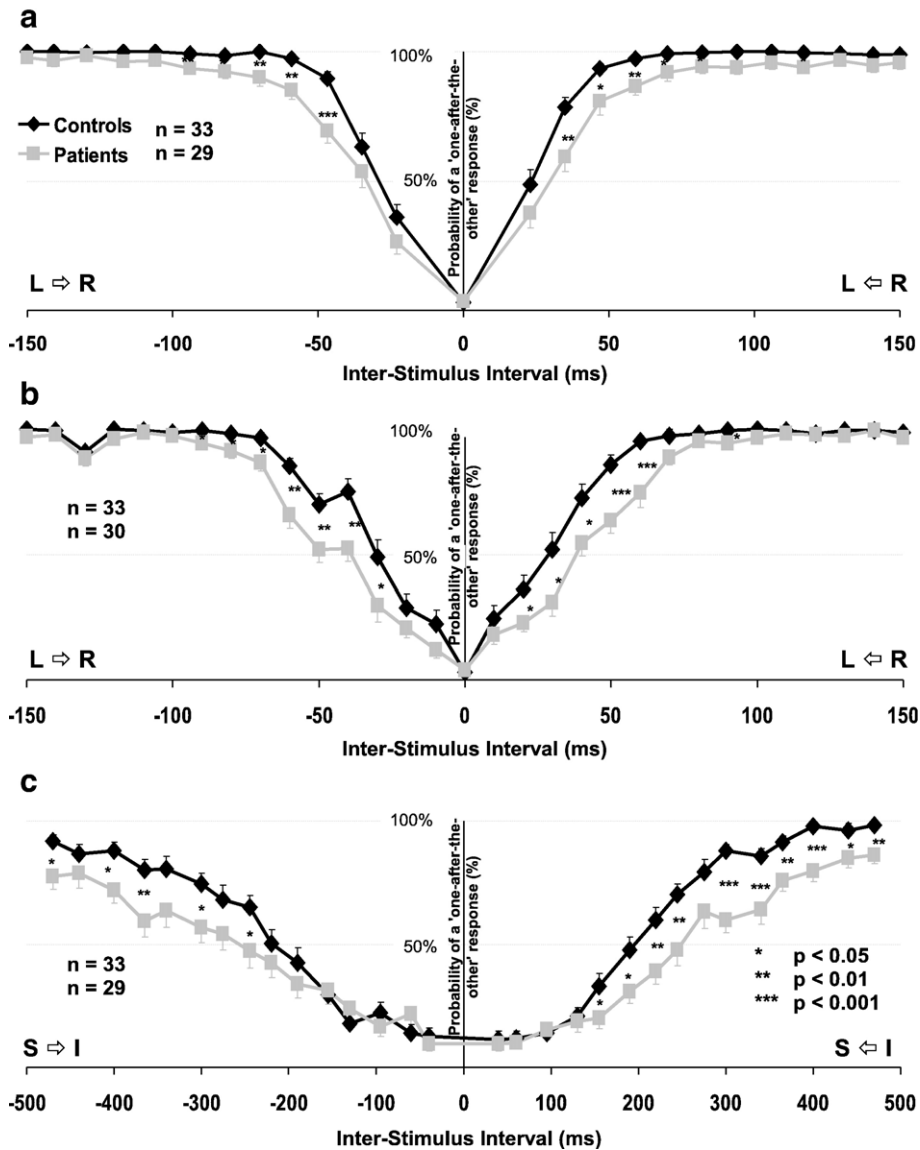 a
100%
Probability of a 'one-after-the-
other' response (%)
** * ** ** ***
* ** * * **
Controls n = 33
Patients n = 29
50%
L ⇨ R
L ⇦ R
-150 -100 -50 0 50 100 150
Inter-Stimulus Interval (ms)
b
100%
Probability of a 'one-after-the-
other' response (%)
* * * ** ** ** *
* * * *** *** *
n = 33
n = 30
50%
L ⇨ R
L ⇦ R
-150 -100 -50 0 50 100 150
Inter-Stimulus Interval (ms)
c
100%
Probability of a 'one-after-the-
other' response (%)
* * ** * *
* * ** ** *** *** ** *** * **
50%
n = 33
n = 29
* p < 0.05
** p < 0.01
*** p < 0.001
S ⇨ I
S ⇦ I
-500 -400 -300 -200 -100 0 100 200 300 400 500
Inter-Stimulus Interval (ms)